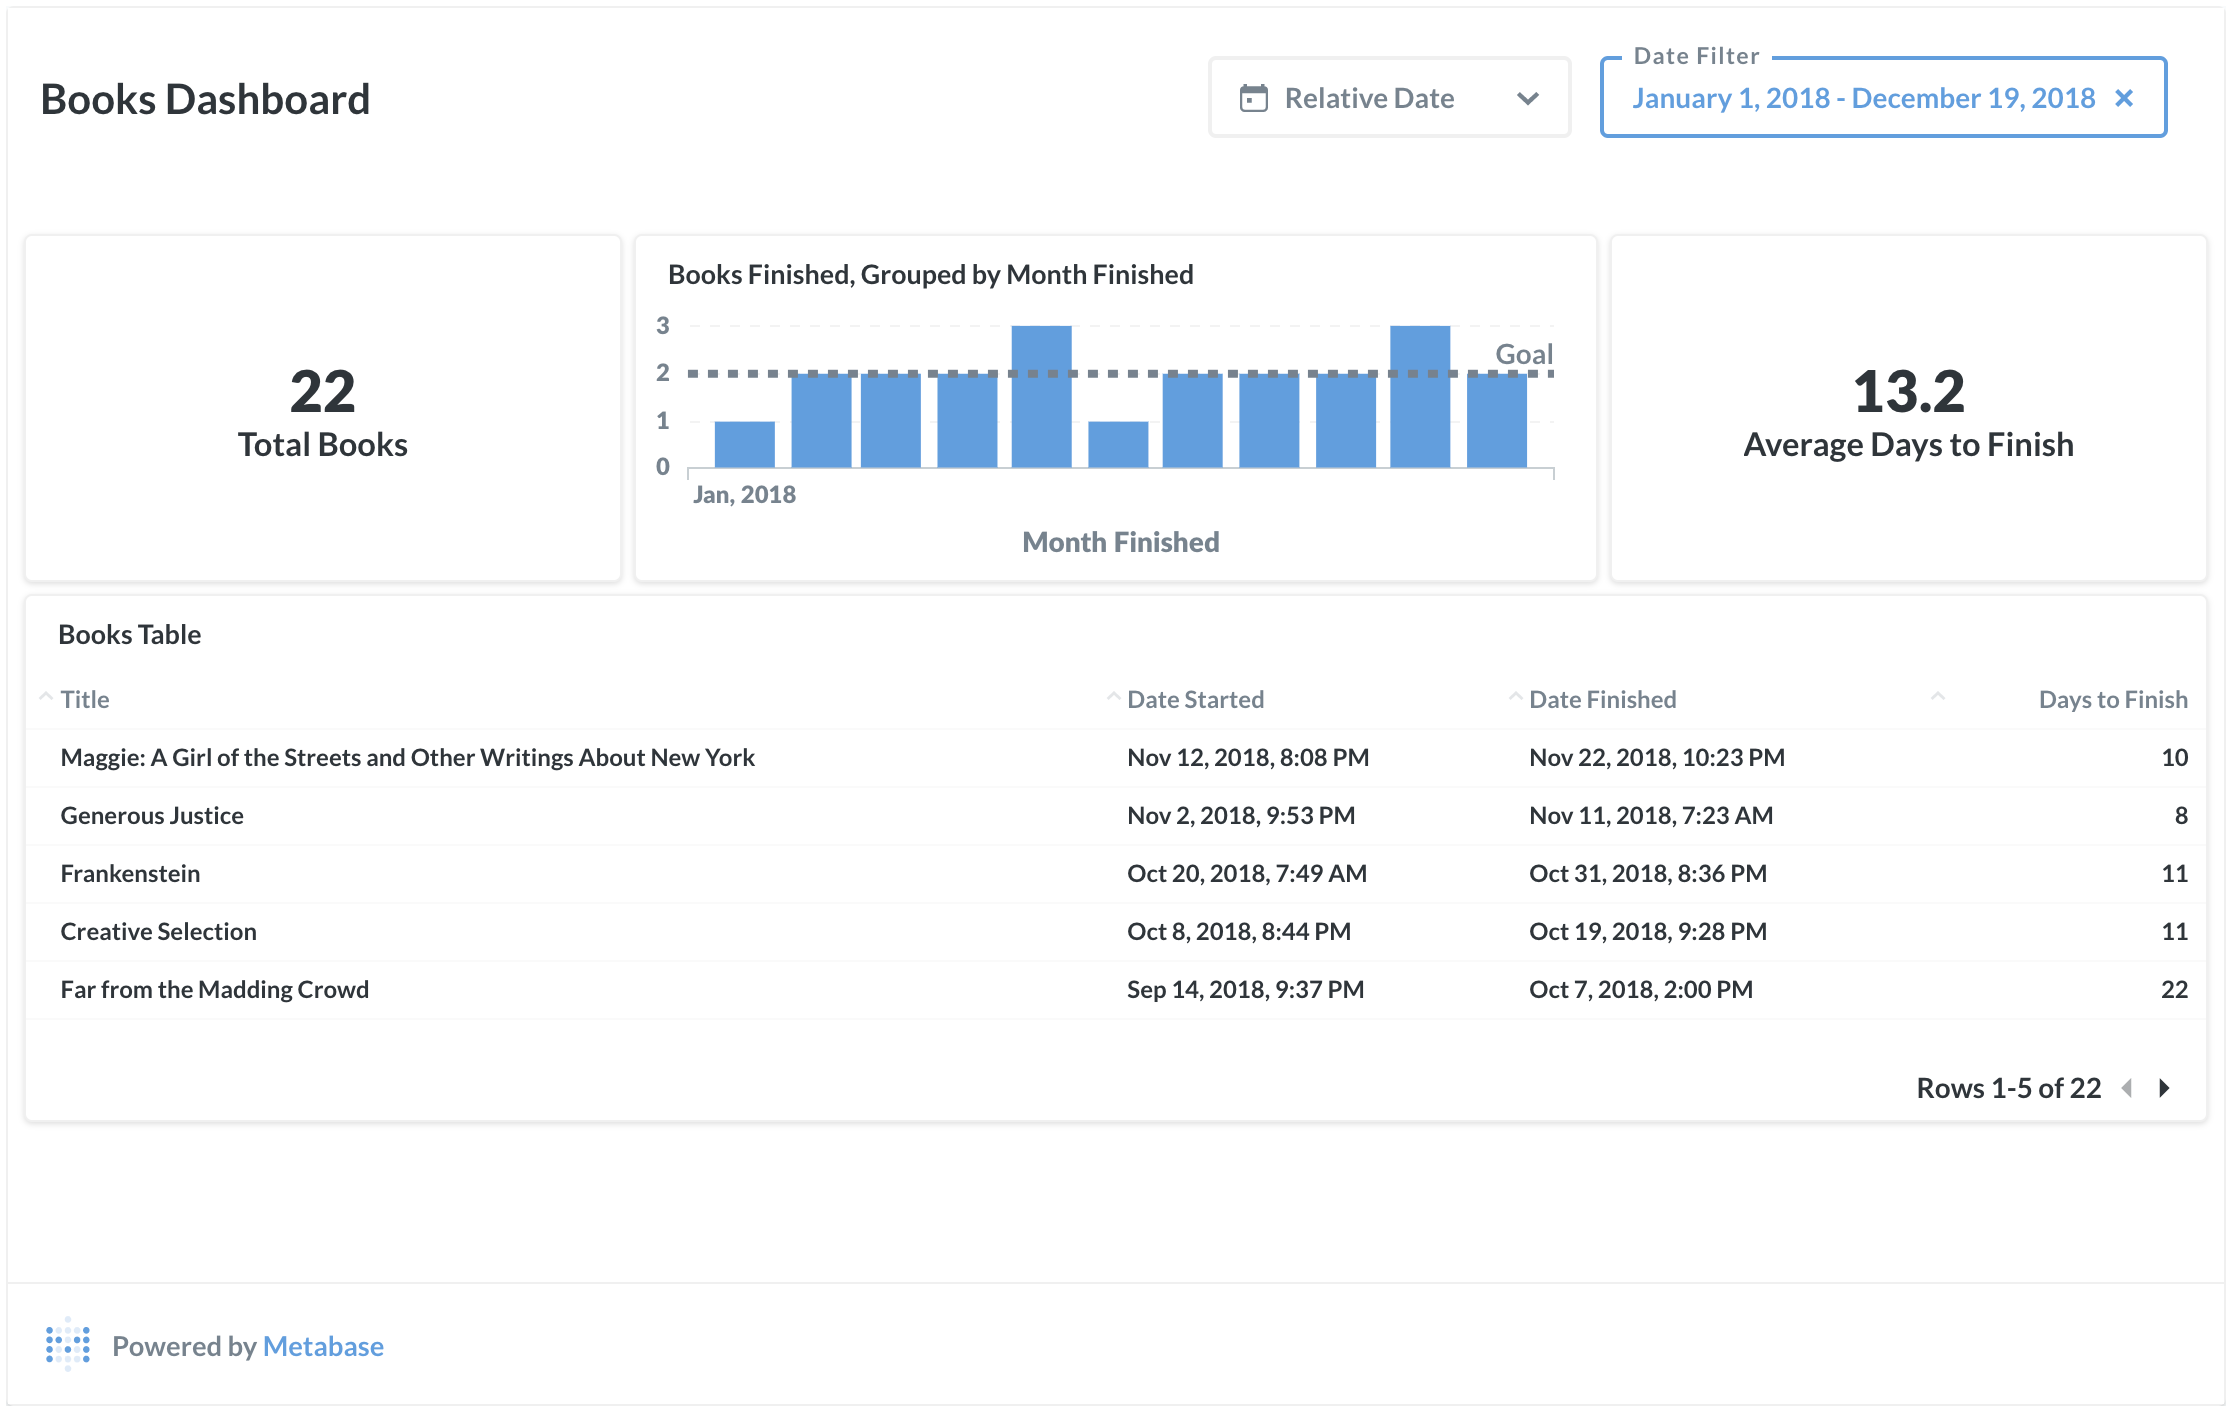 Books Dashboard
Relative Date
Date Filter
January 1, 2018 - December 19, 2018
22
Total Books
Books Finished, Grouped by Month Finished
3
2
1
0
Goal
Jan, 2018
Month Finished
13.2
Average Days to Finish
Books Table
Title Date Started Date Finished Days to Finish
Maggie: A Girl of the Streets and Other Writings About New York Nov 12, 2018, 8:08 PM Nov 22, 2018, 10:23 PM 10
Generous Justice Nov 2, 2018, 9:53 PM Nov 11, 2018, 7:23 AM 8
Frankenstein Oct 20, 2018, 7:49 AM Oct 31, 2018, 8:36 PM 11
Creative Selection Oct 8, 2018, 8:44 PM Oct 19, 2018, 9:28 PM 11
Far from the Madding Crowd Sep 14, 2018, 9:37 PM Oct 7, 2018, 2:00 PM 22
Rows 1-5 of 22
Powered by Metabase